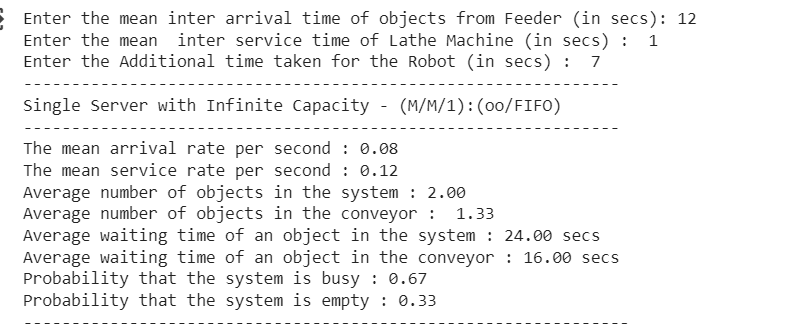 Enter the mean inter arrival time of objects from Feeder (in secs): 12
Enter the mean  inter service time of Lathe Machine (in secs) :  1
Enter the Additional time taken for the Robot (in secs) :  7
--------------------------------------------------------------
Single Server with Infinite Capacity - (M/M/1):(oo/FIFO)
--------------------------------------------------------------
The mean arrival rate per second : 0.08
The mean service rate per second : 0.12
Average number of objects in the system : 2.00
Average number of objects in the conveyor :  1.33
Average waiting time of an object in the system : 24.00 secs
Average waiting time of an object in the conveyor : 16.00 secs
Probability that the system is busy : 0.67
Probability that the system is empty : 0.33
---------------------------------------------------------------